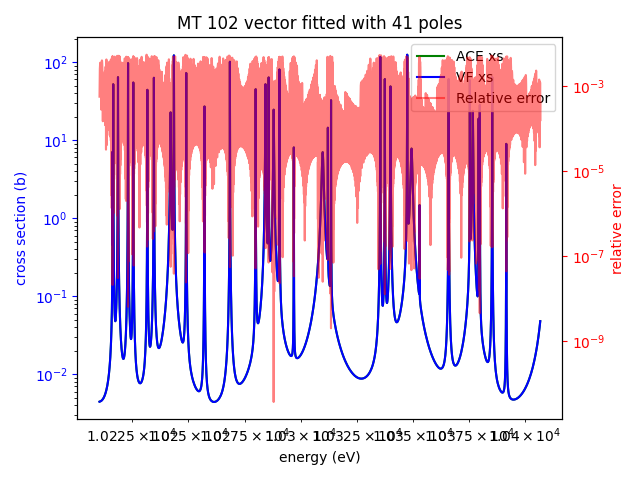 MT 102 vector fitted with 41 poles
ACE xs
VF xs
Relative error
cross section (b)
10²
10¹
10⁰
10⁻¹
10⁻²
10⁻³
10⁻⁵
10⁻⁷
10⁻⁹
relative error
energy (eV)